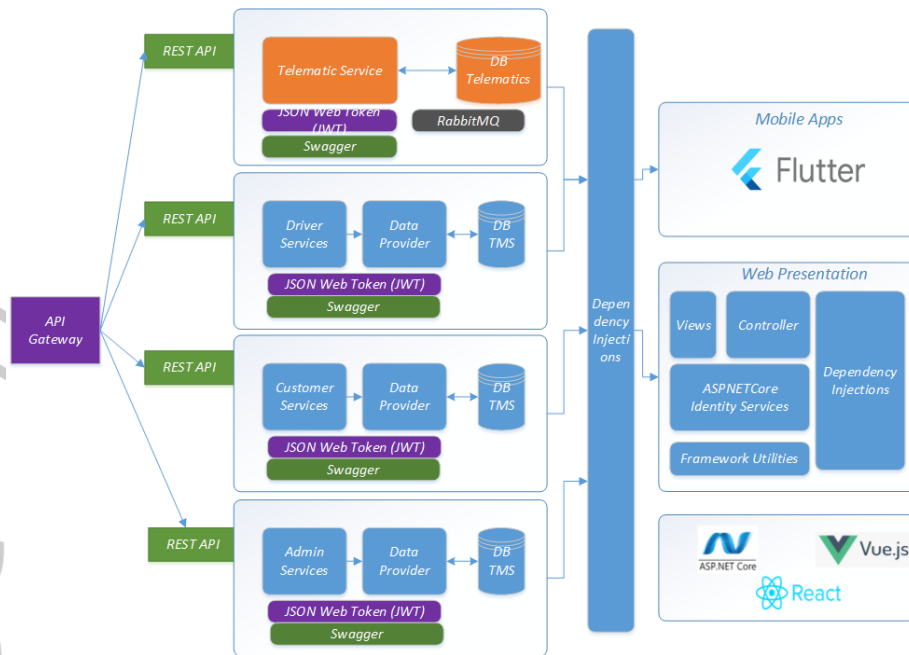 REST API
Telematic Service
DB
Telematics
JSON Web Token
(JWT)
RabbitMQ
Swagger
REST API
Driver
Services
Data
Provider
DB
TMS
JSON Web Token (JWT)
Swagger
API
Gateway
REST API
Customer
Services
Data
Provider
DB
TMS
JSON Web Token (JWT)
Swagger
REST API
Admin
Services
Data
Provider
DB
TMS
JSON Web Token (JWT)
Swagger
Depen
dency
Injecti
ons
Mobile Apps
Flutter
Web Presentation
Views
Controller
ASPNETCore
Identity Services
Framework Utilities
Dependency
Injections
ASP.NET Core
Vue.js
React